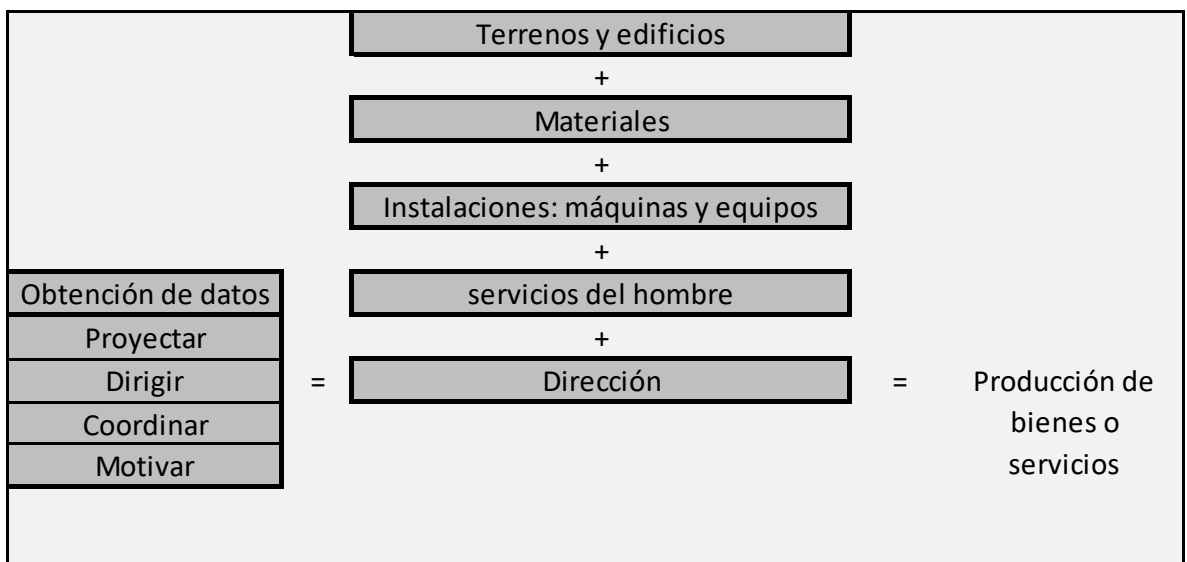 Terrenos y edificios
+
Materiales
+
Instalaciones: máquinas y equipos
+
Obtención de datos
servicios del hombre
Proyectar
+
Dirigir
=
Dirección
=
Producción de
Coordinar
bienes o
Motivar
servicios